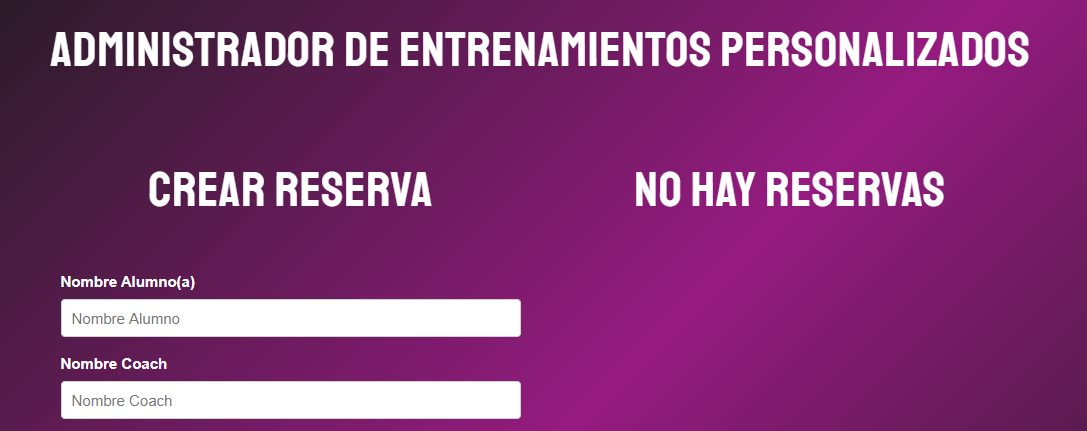 ADMINISTRADOR DE ENTRENAMIENTOS PERSONALIZADOS
CREAR RESERVA
NO HAY RESERVAS
Nombre Alumno(a)
Nombre Alumno
Nombre Coach
Nombre Coach